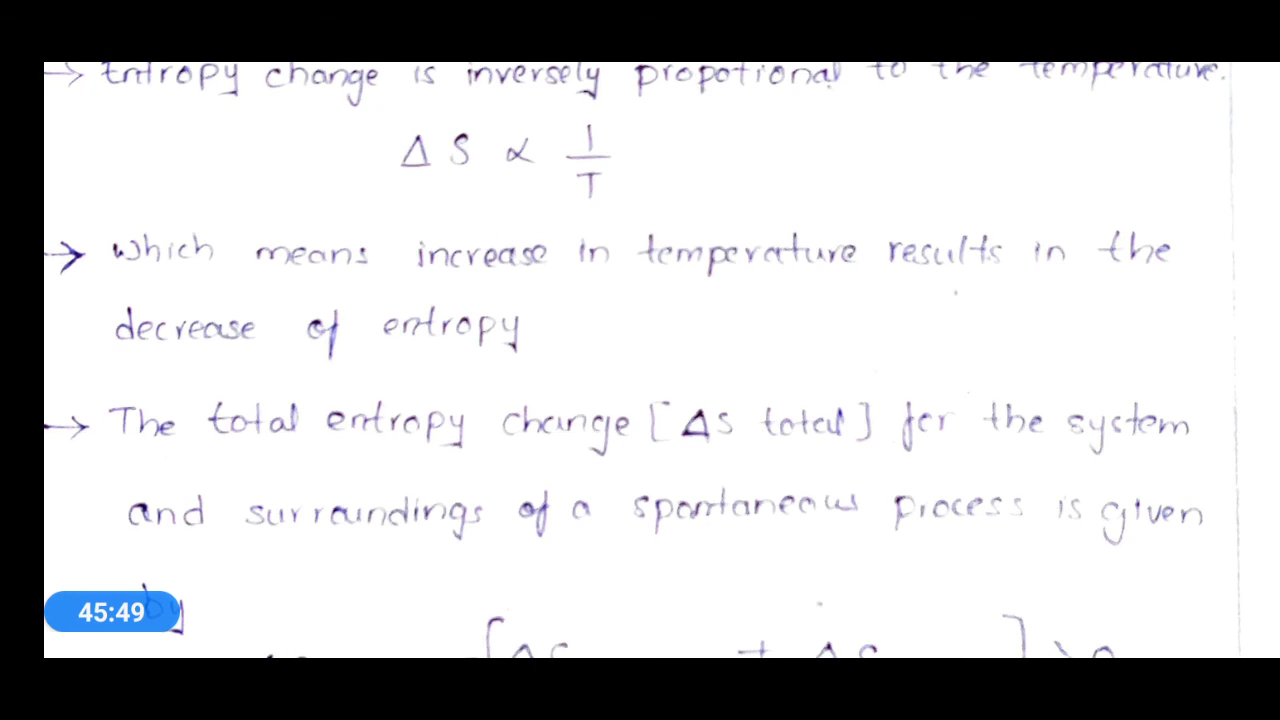 → Entropy change is inversely propotional to the temperature.
Δ S ∝ 1/T
→ which means increase in temperature results in the
decrease of entropy
→ The total entropy change [ΔS total] for the system
and surroundings of a spontaneous process is given
by
45:49